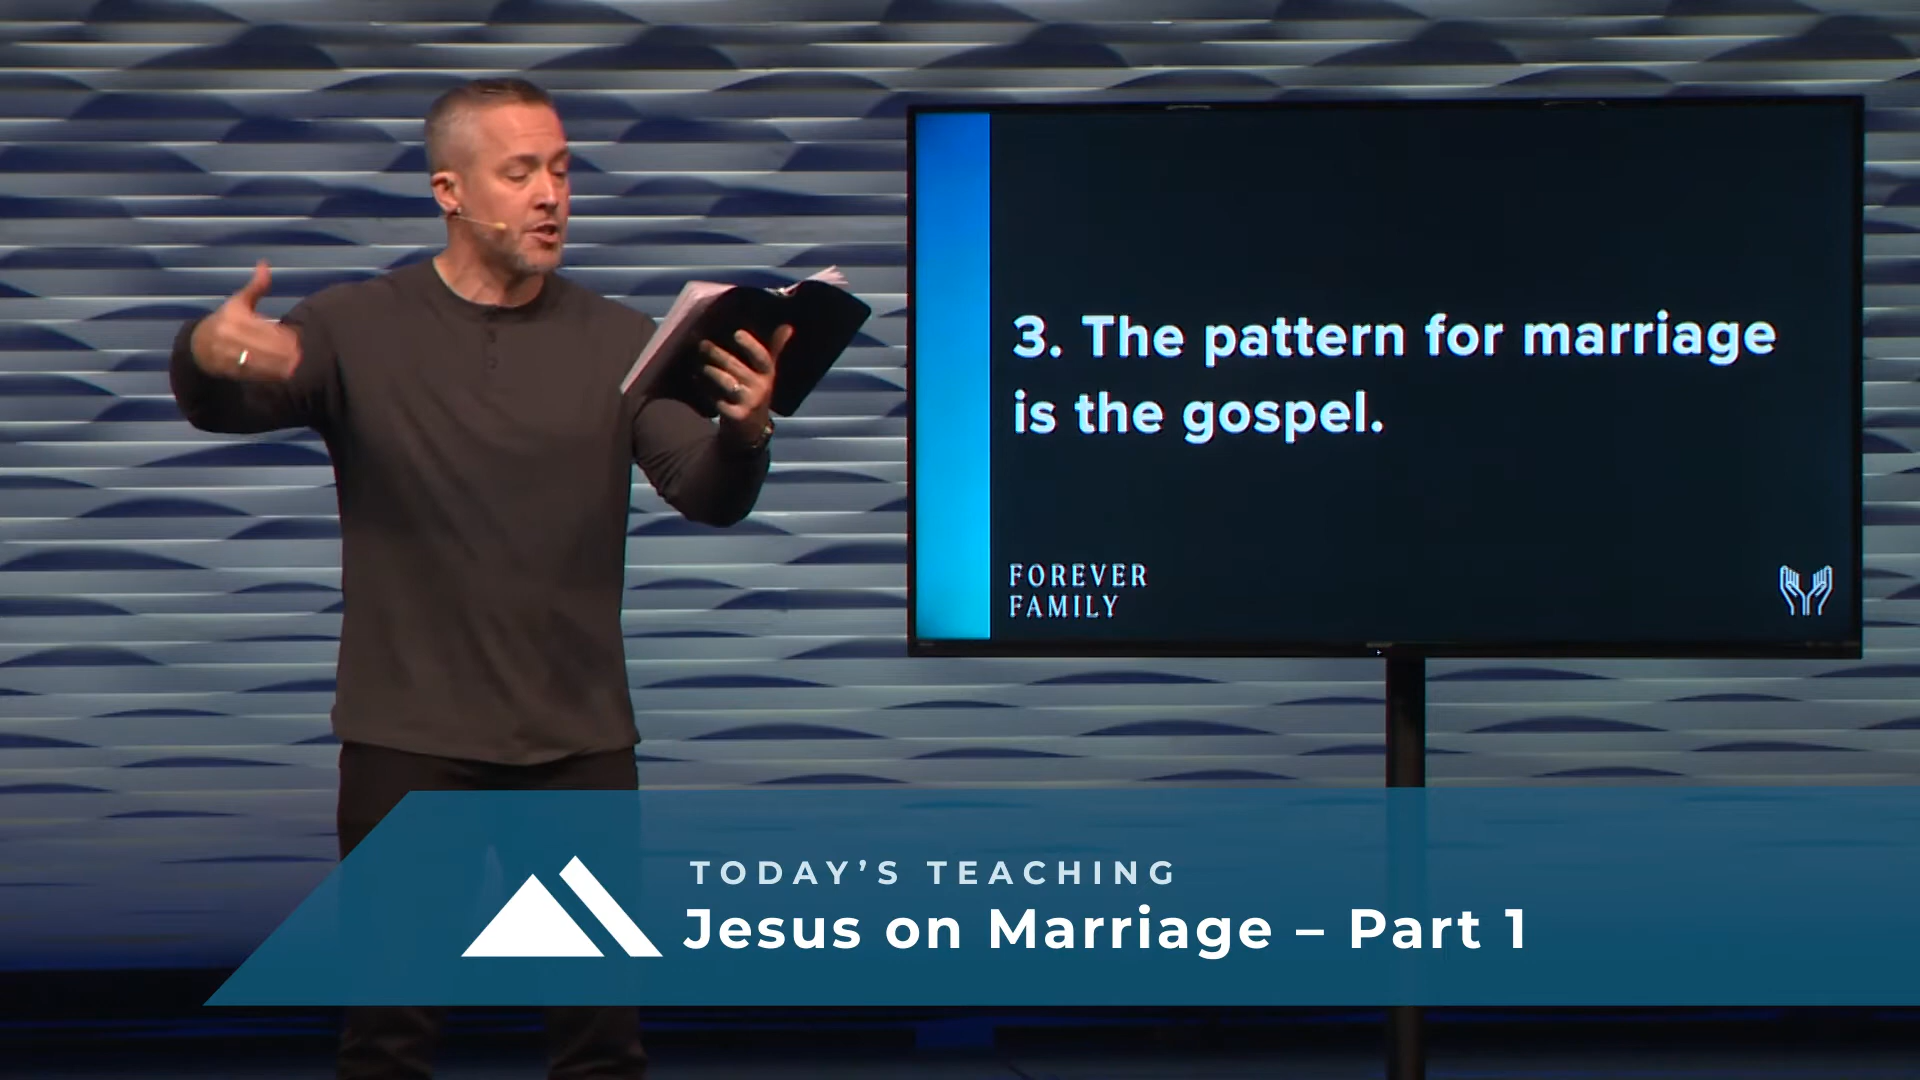 3. The pattern for marriage
is the gospel.
FOREVER
FAMILY
TODAY’S TEACHING
Jesus on Marriage – Part 1